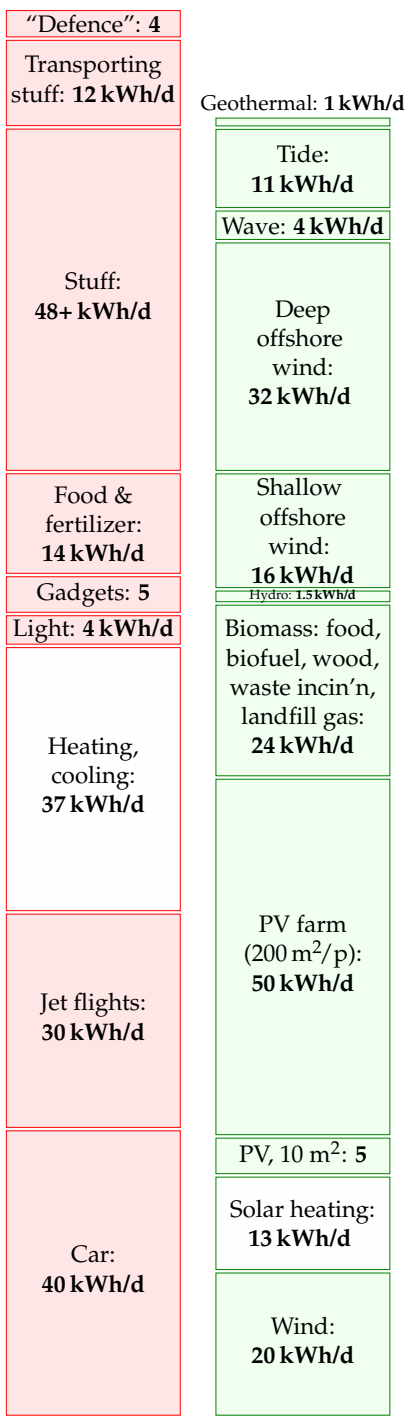 “Defence”: 4
Transporting
stuff: 12 kWh/d
Stuff:
48+ kWh/d
Food &
fertilizer:
14 kWh/d
Gadgets: 5
Light: 4 kWh/d
Heating,
cooling:
37 kWh/d
Jet flights:
30 kWh/d
Car:
40 kWh/d
Geothermal: 1 kWh/d
Tide:
11 kWh/d
Wave: 4 kWh/d
Deep
offshore
wind:
32 kWh/d
Shallow
offshore
wind:
16 kWh/d
Hydro: 1.5 kWh/d
Biomass: food,
biofuel, wood,
waste incin’n,
landfill gas:
24 kWh/d
PV farm
(200 m²/p):
50 kWh/d
PV, 10 m²: 5
Solar heating:
13 kWh/d
Wind:
20 kWh/d